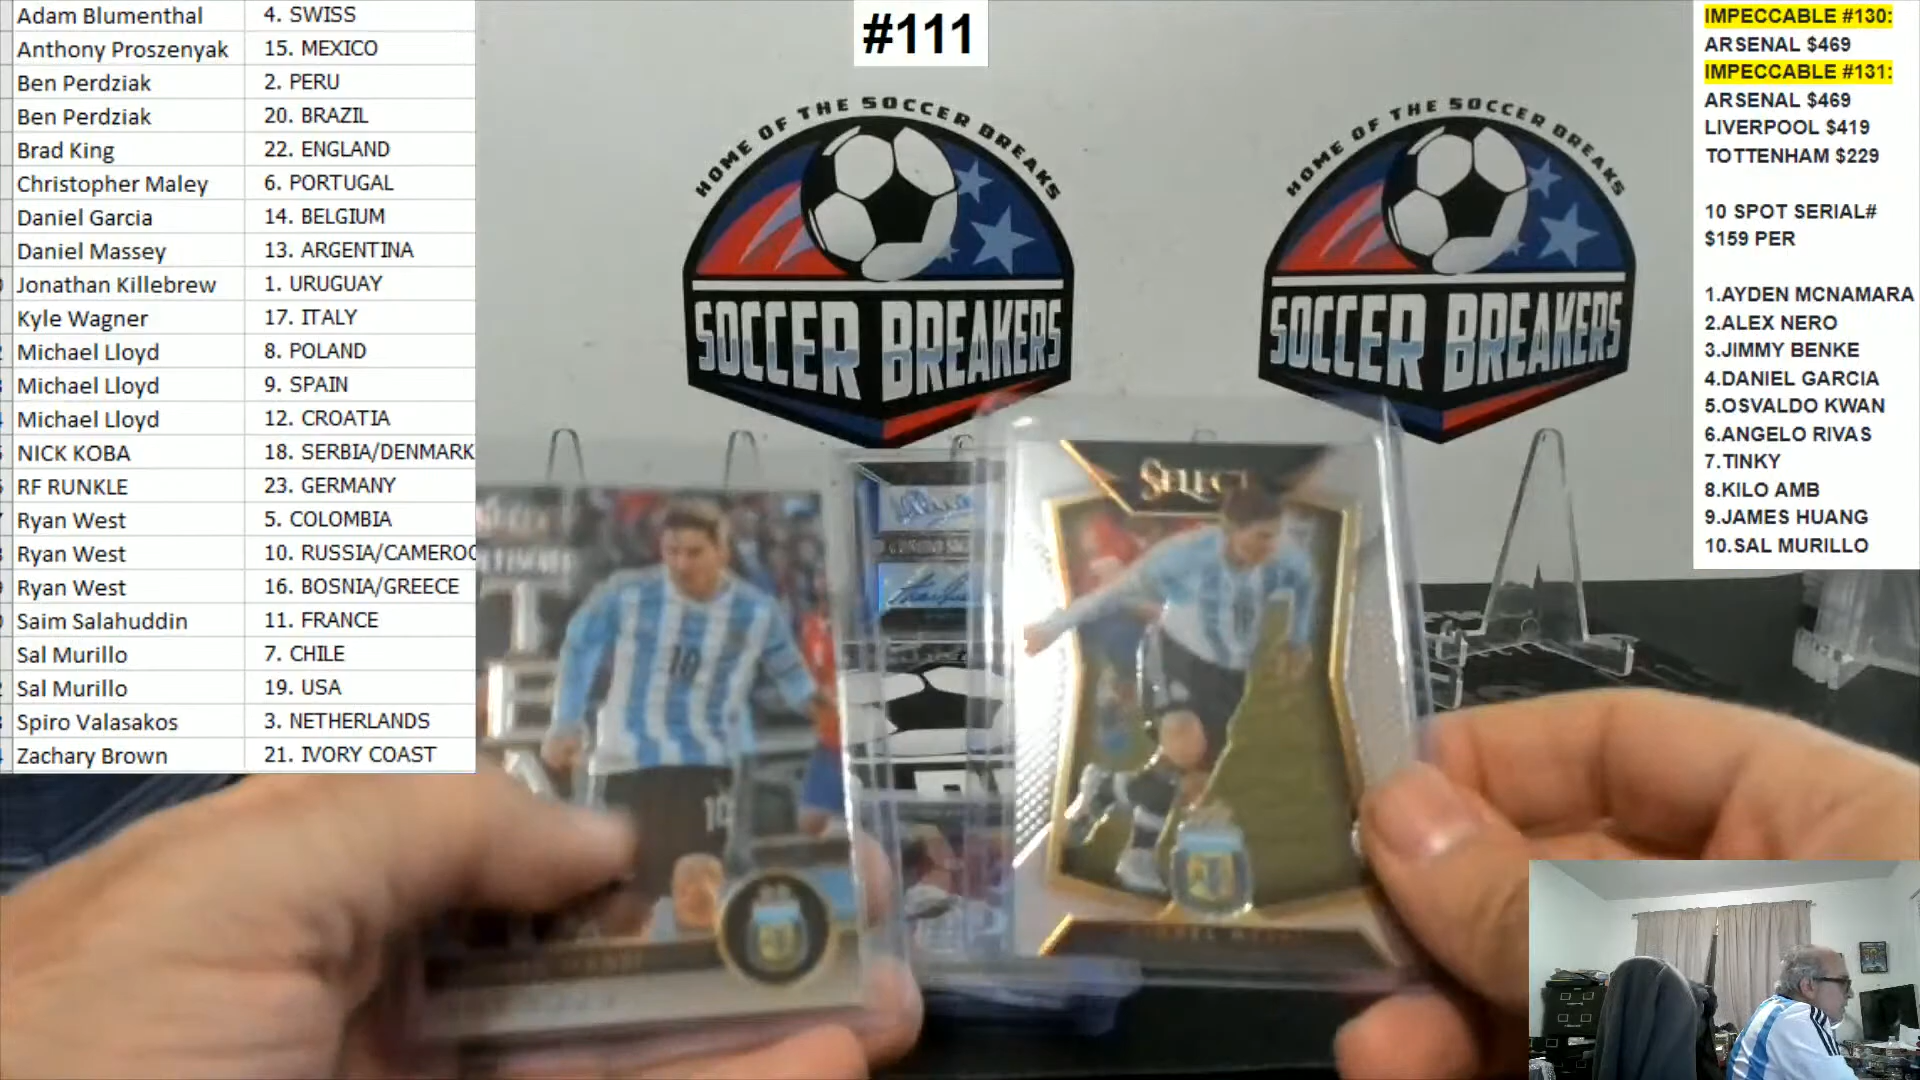 Adam Blumenthal 4. SWISS
Anthony Proszenyak 15. MEXICO
Ben Perdziak 2. PERU
Ben Perdziak 20. BRAZIL
Brad King 22. ENGLAND
Christopher Maley 6. PORTUGAL
Daniel Garcia 14. BELGIUM
Daniel Massey 13. ARGENTINA
Jonathan Killebrew 1. URUGUAY
Kyle Wagner 17. ITALY
Michael Lloyd 8. POLAND
Michael Lloyd 9. SPAIN
Michael Lloyd 12. CROATIA
NICK KOBA 18. SERBIA/DENMARK
RF RUNKLE 23. GERMANY
Ryan West 5. COLOMBIA
Ryan West 10. RUSSIA/CAMEROO
Ryan West 16. BOSNIA/GREECE
Saim Salahuddin 11. FRANCE
Sal Murillo 7. CHILE
Sal Murillo 19. USA
Spiro Valasakos 3. NETHERLANDS
Zachary Brown 21. IVORY COAST
#111
HOME OF THE SOCCER BREAKS
SOCCER BREAKERS
HOME OF THE SOCCER BREAKS
SOCCER BREAKERS
SELECT
10
10
IMPECCABLE #130:
ARSENAL $469
IMPECCABLE #131:
ARSENAL $469
LIVERPOOL $419
TOTTENHAM $229
10 SPOT SERIAL#
$159 PER
1.AYDEN MCNAMARA
2.ALEX NERO
3.JIMMY BENKE
4.DANIEL GARCIA
5.OSVALDO KWAN
6.ANGELO RIVAS
7.TINKY
8.KILO AMB
9.JAMES HUANG
10.SAL MURILLO